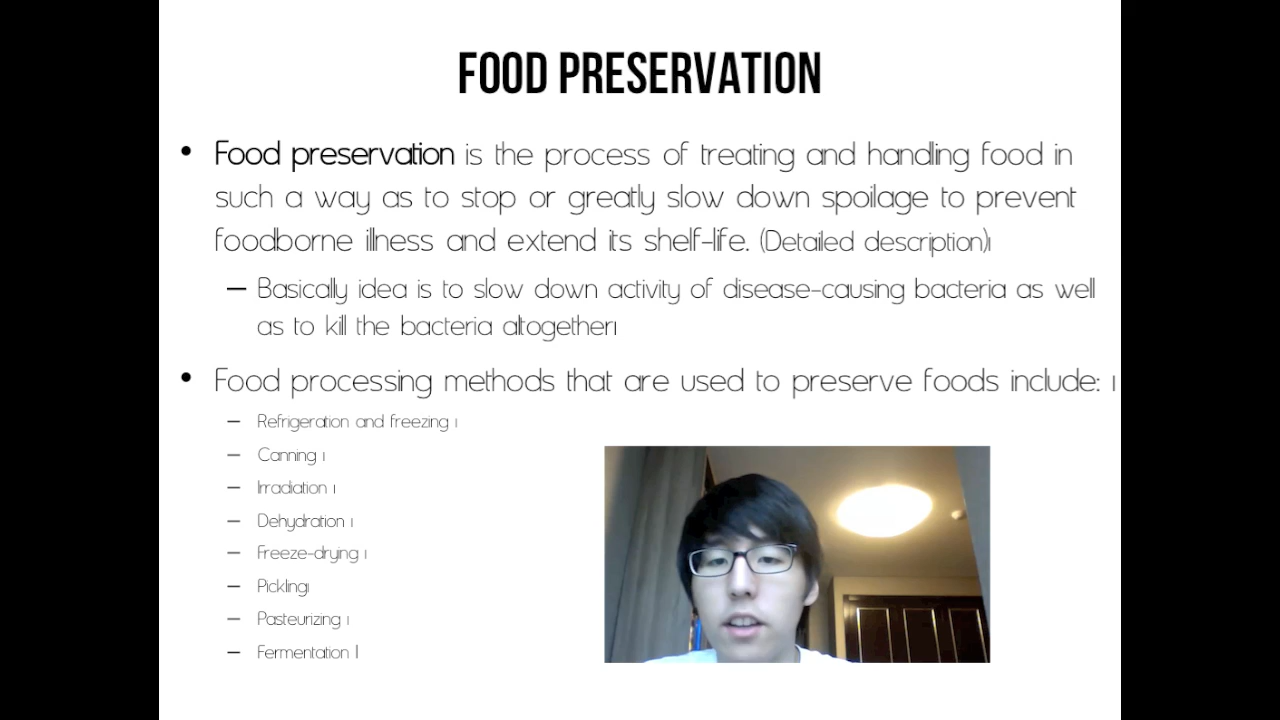 FOOD PRESERVATION
• Food preservation is the process of treating and handling food in
such a way as to stop or greatly slow down spoilage to prevent
foodborne illness and extend its shelf-life. (Detailed description)
– Basically idea is to slow down activity of disease-causing bacteria as well
as to kill the bacteria altogether
• Food processing methods that are used to preserve foods include:
– Refrigeration and freezing
– Canning
– Irradiation
– Dehydration
– Freeze-drying
– Pickling
– Pasteurizing
– Fermentation